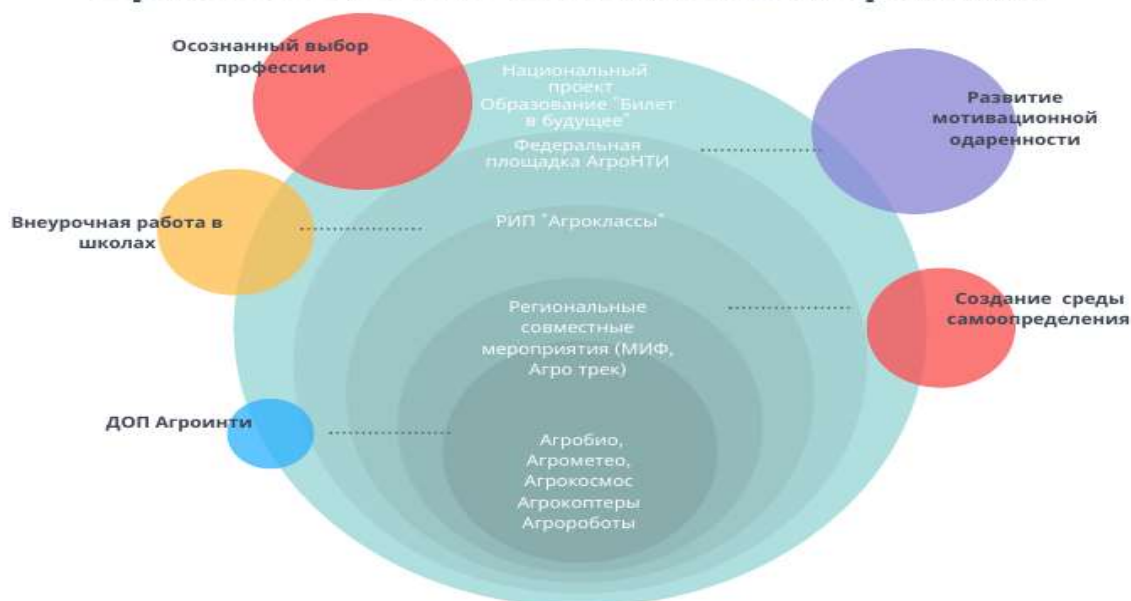 Осознанный выбор
профессии
Национального
проект
Образование "Билет
в будущее"
Развитие
мотивационной
одаренности
Федеральная
площадка АгроНТИ
Внеурочная работа в
школах
РИП "Агроклассы"
Региональные
совместные
мероприятия (МИФ,
Агро трек)
Создание среды
самоопределения
ДОП Агроинти
Агробио,
Агрометео,
Агрокосмос
Агрокоптеры
Агророботы